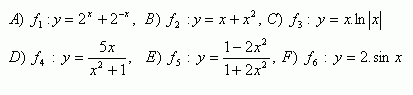 A) f₁ : y = 2ˣ + 2⁻ˣ, B) f₂ : y = x + x², C) f₃ : y = x.ln|x|
D) f₄ : y = 5x/(x² + 1), E) f₅ : y = (1 − 2x²)/(1 + 2x²), F) f₆ : y = 2.sin x